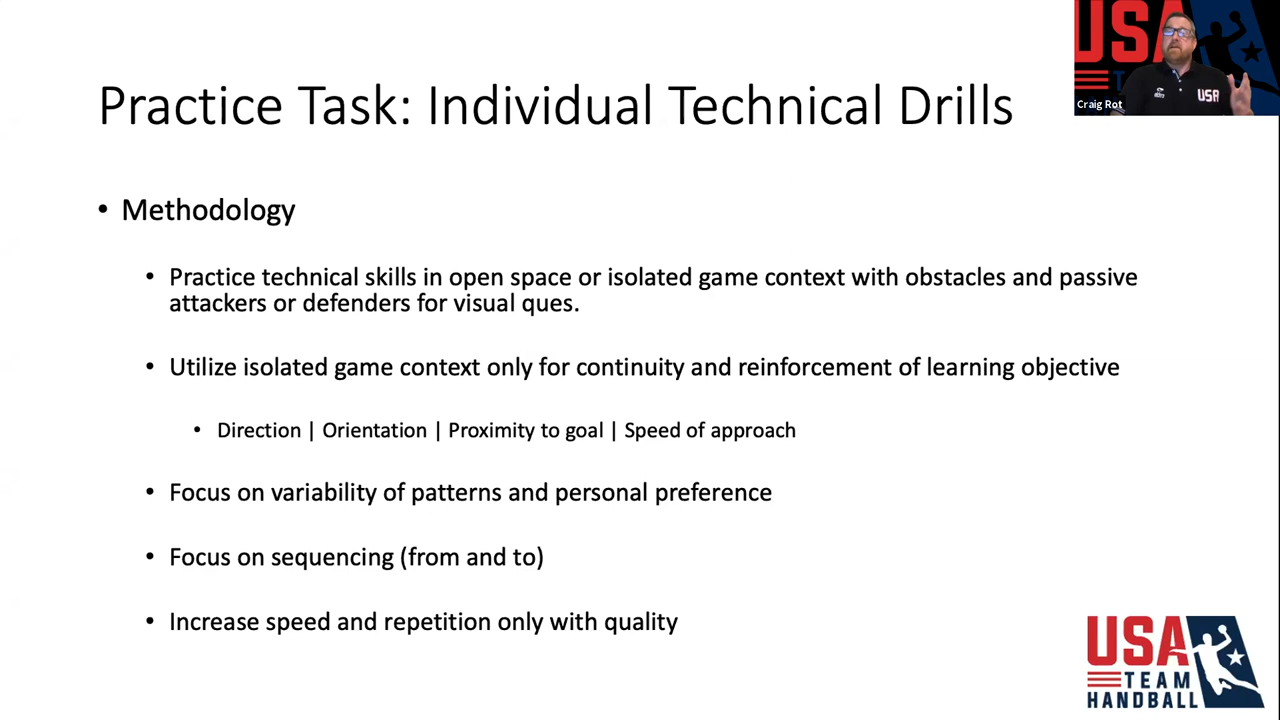 USA
USA
Craig Rot
Practice Task: Individual Technical Drills
• Methodology
• Practice technical skills in open space or isolated game context with obstacles and passive
attackers or defenders for visual ques.
• Utilize isolated game context only for continuity and reinforcement of learning objective
• Direction | Orientation | Proximity to goal | Speed of approach
• Focus on variability of patterns and personal preference
• Focus on sequencing (from and to)
• Increase speed and repetition only with quality
USA
TEAM
HANDBALL